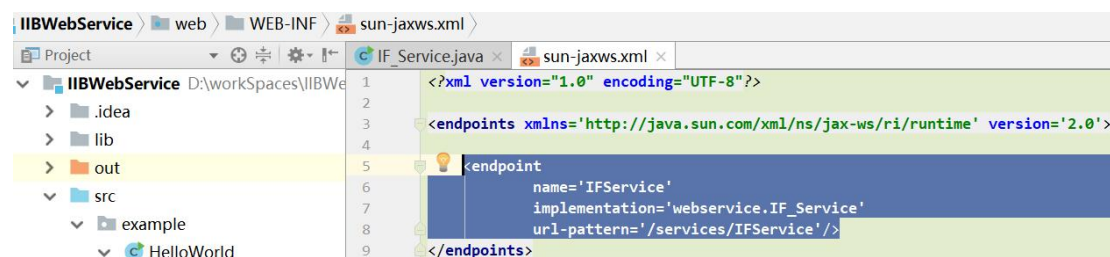 IIBWebService web WEB-INF sun-jaxws.xml
Project IF_Service.java sun-jaxws.xml
IIBWebService D:\workSpaces\IIBWe
.idea
lib
out
src
example
HelloWorld
1 <?xml version="1.0" encoding="UTF-8"?>
2
3 <endpoints xmlns='http://java.sun.com/xml/ns/jax-ws/ri/runtime' version='2.0'>
4
5 <endpoint
6 name='IFService'
7 implementation='webservice.IF_Service'
8 url-pattern='/services/IFService'/>
9 </endpoints>